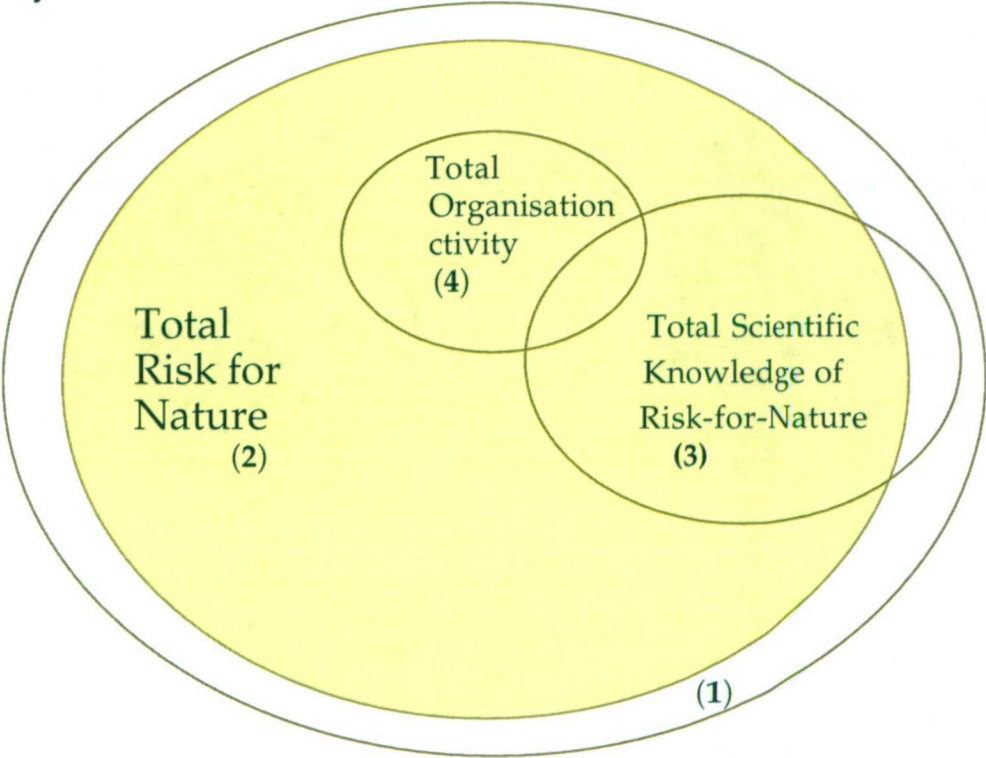 Total
Organisation
ctivity
(4)
Total
Risk for
Nature
(2)
Total Scientific
Knowledge of
Risk-for-Nature
(3)
(1)